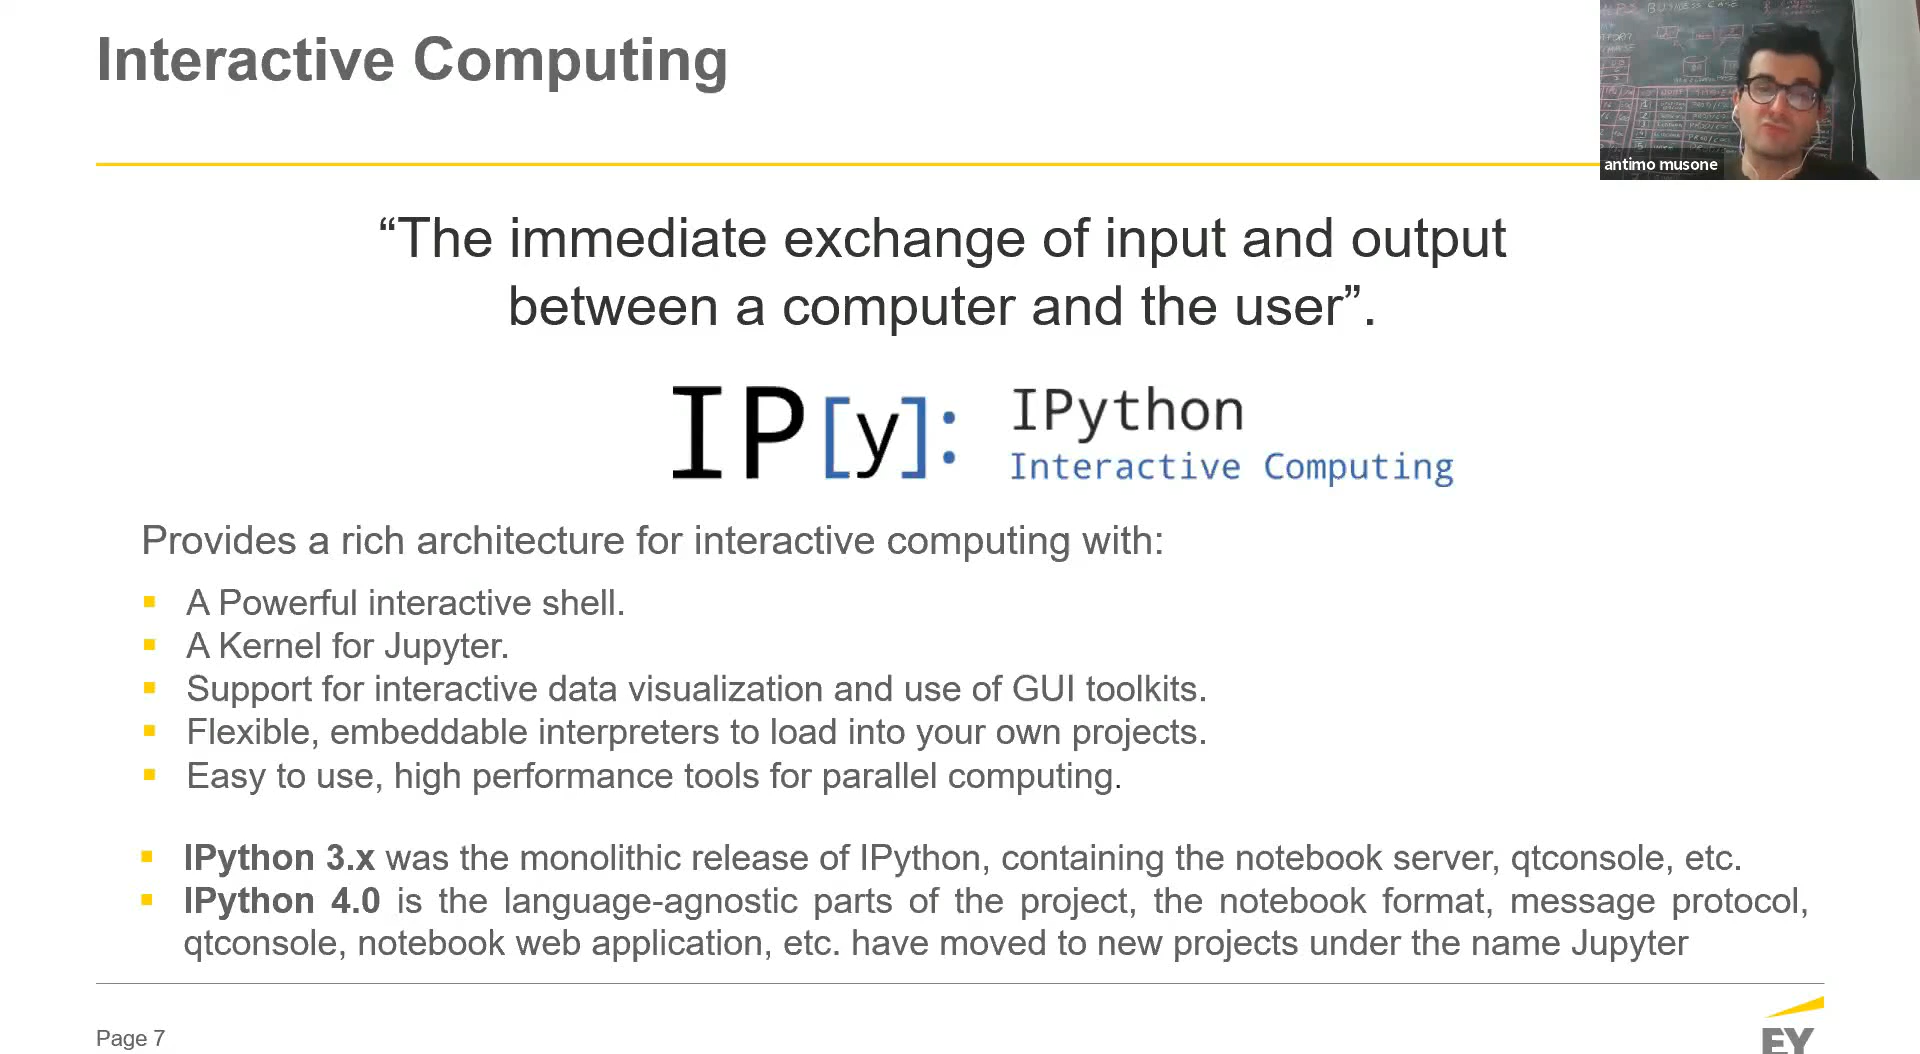 Interactive Computing
BUSINESS CASE
antimo musone
“The immediate exchange of input and output
between a computer and the user”.
IP[y]:
IPython
Interactive Computing
Provides a rich architecture for interactive computing with:
▪ A Powerful interactive shell.
▪ A Kernel for Jupyter.
▪ Support for interactive data visualization and use of GUI toolkits.
▪ Flexible, embeddable interpreters to load into your own projects.
▪ Easy to use, high performance tools for parallel computing.
▪ IPython 3.x was the monolithic release of IPython, containing the notebook server, qtconsole, etc.
▪ IPython 4.0 is the language-agnostic parts of the project, the notebook format, message protocol,
qtconsole, notebook web application, etc. have moved to new projects under the name Jupyter
Page 7
EY